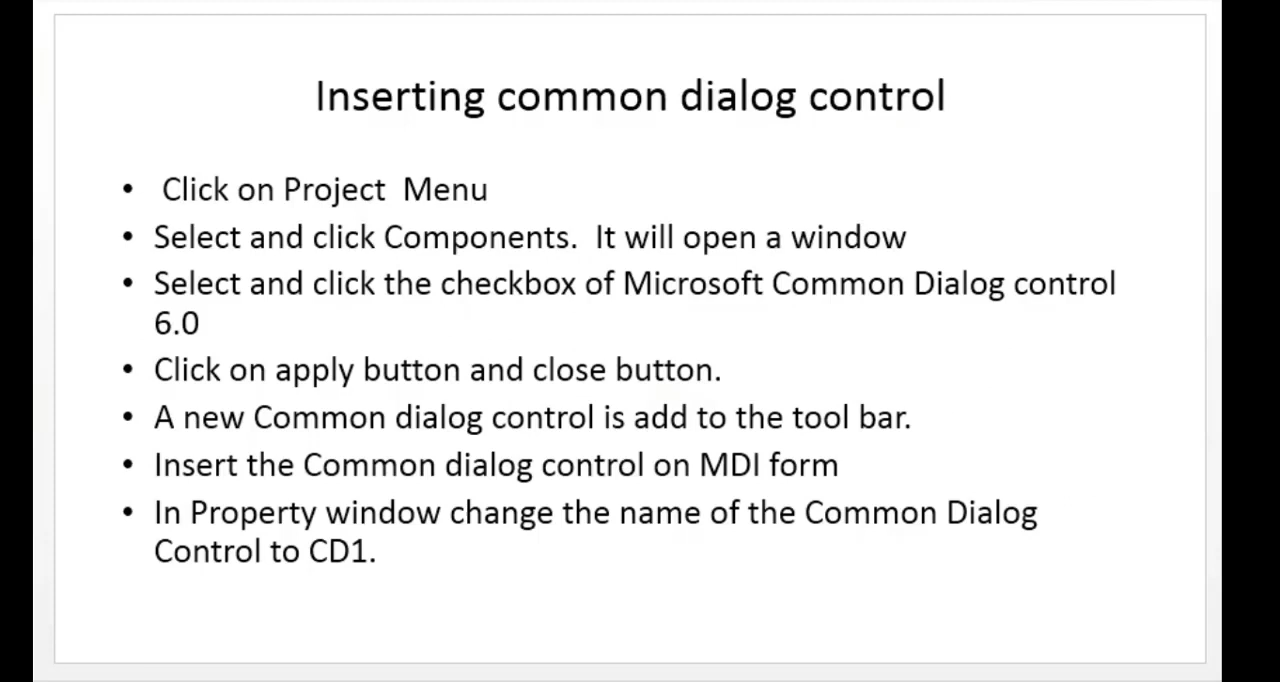 Inserting common dialog control
• Click on Project Menu
• Select and click Components. It will open a window
• Select and click the checkbox of Microsoft Common Dialog control
6.0
• Click on apply button and close button.
• A new Common dialog control is add to the tool bar.
• Insert the Common dialog control on MDI form
• In Property window change the name of the Common Dialog
Control to CD1.